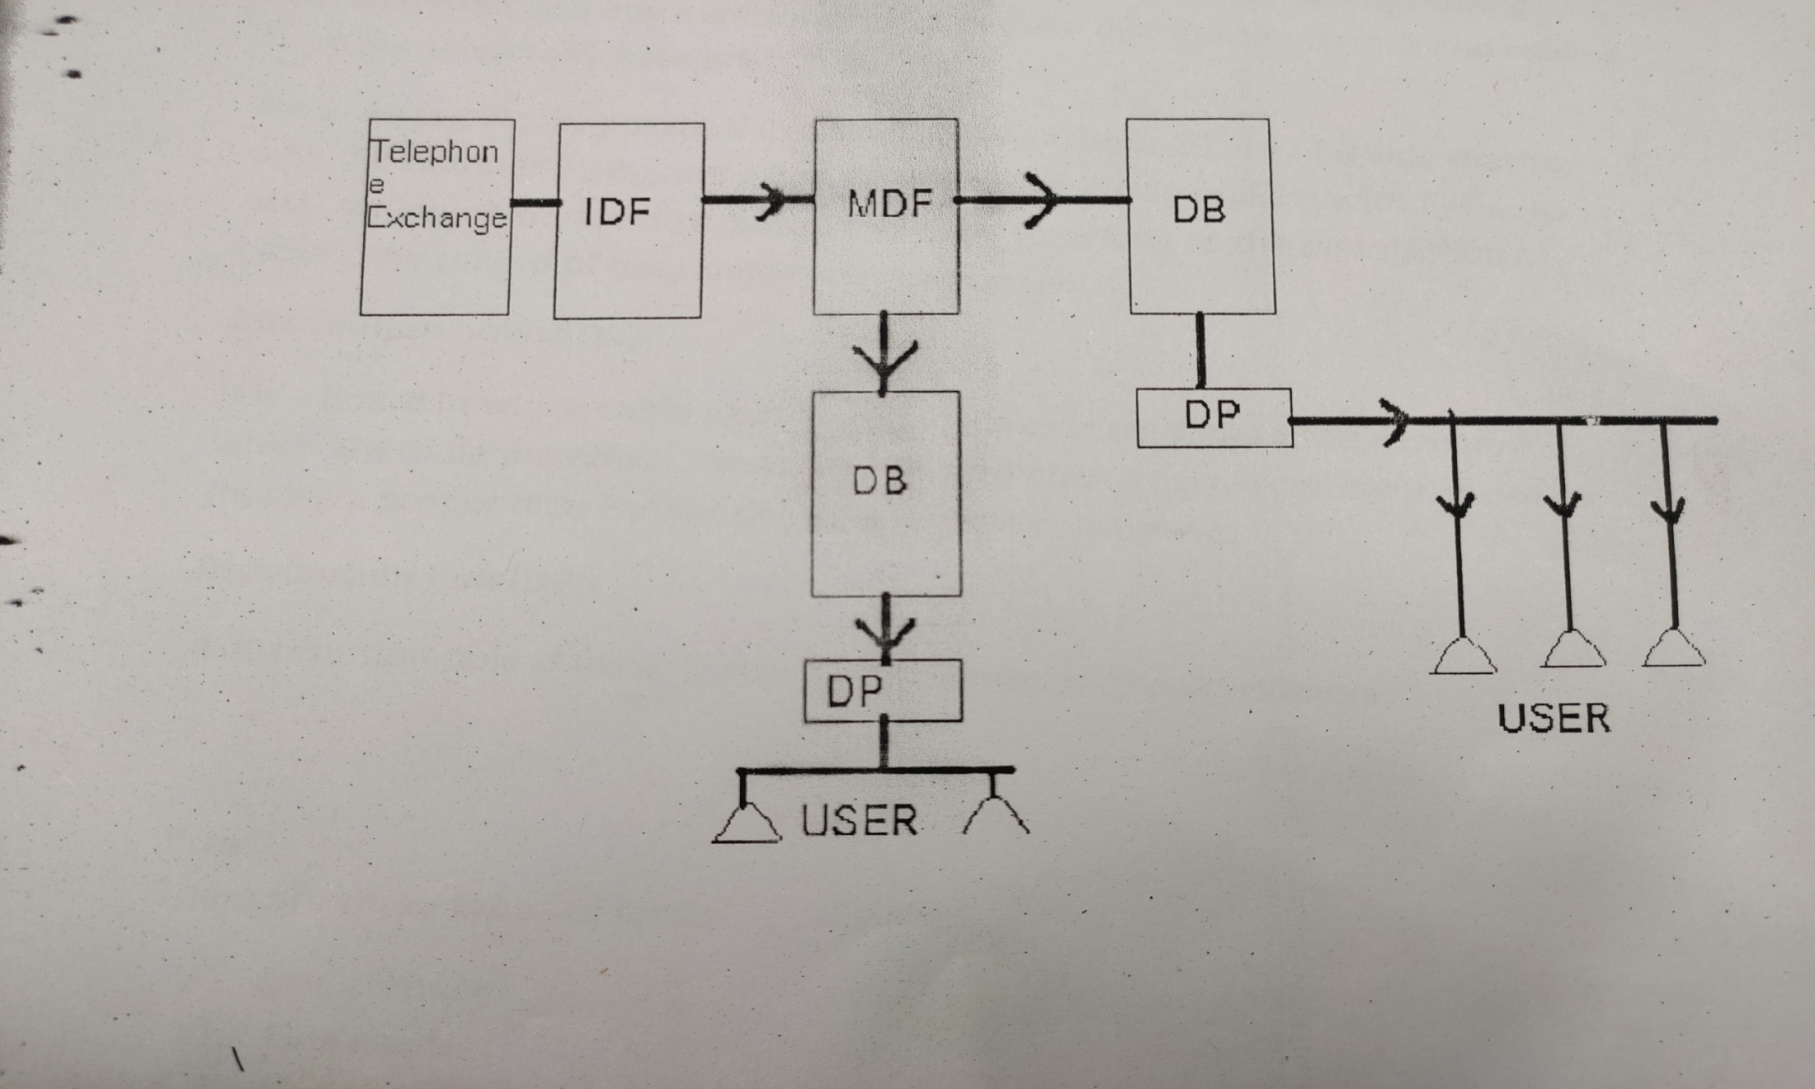 Telephon
e
Exchange
IDF
MDF
DB
DP
DB
DP
USER
USER